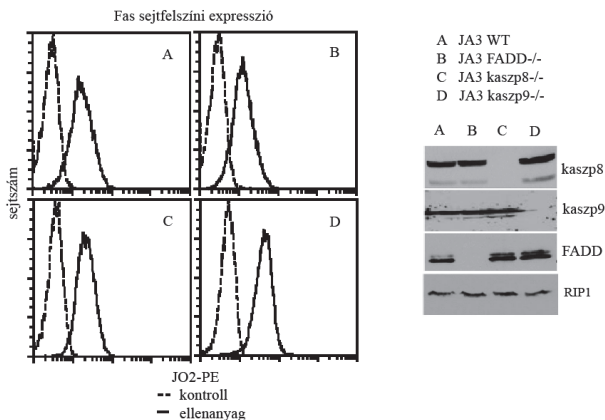 Fas sejtfelszíni expresszió
A
B
C
D
sejtszám
JO2-PE
kontroll
ellenanyag
A JA3 WT
B JA3 FADD-/-
C JA3 kaszp8-/-
D JA3 kaszp9-/-
A B C D
kaszp8
kaszp9
FADD
RIP1